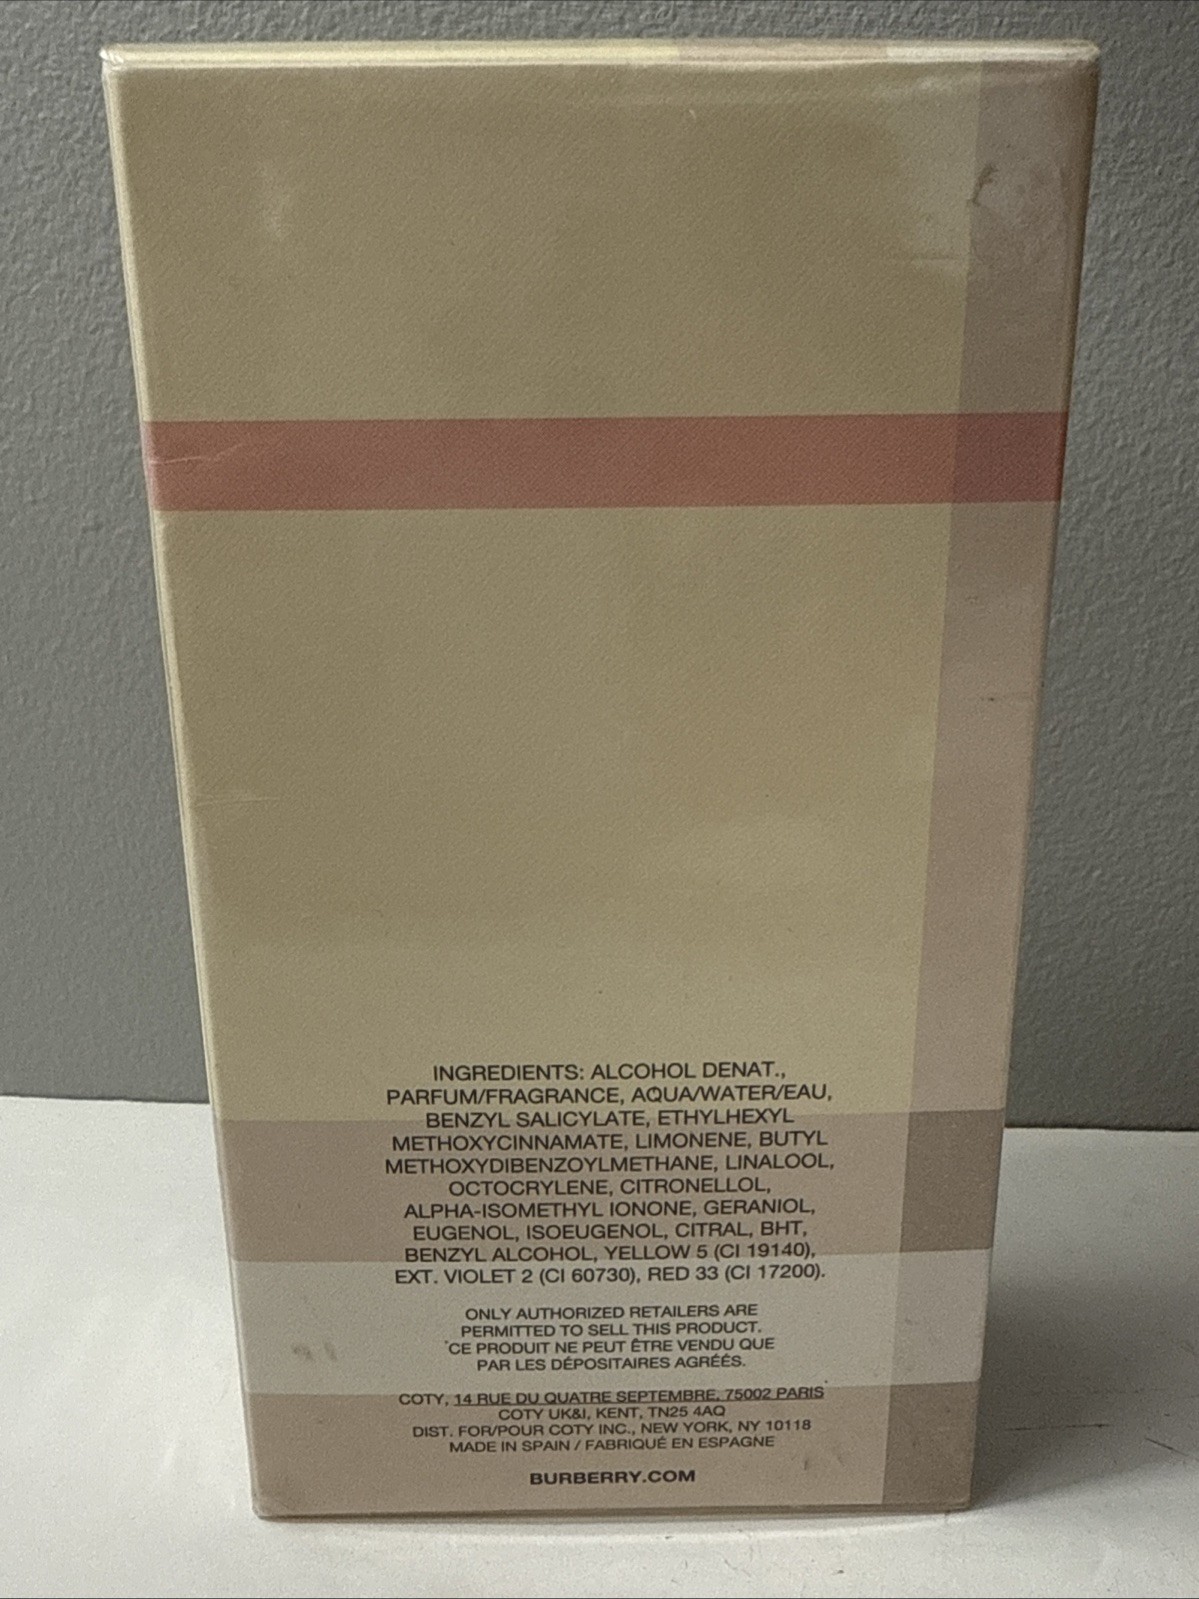 INGREDIENTS: ALCOHOL DENAT.,
PARFUM/FRAGRANCE, AQUA/WATER/EAU,
BENZYL SALICYLATE, ETHYLHEXYL
METHOXYCINNAMATE, LIMONENE, BUTYL
METHOXYDIBENZOYLMETHANE, LINALOOL,
OCTOCRYLENE, CITRONELLOL,
ALPHA-ISOMETHYL IONONE, GERANIOL,
EUGENOL, ISOEUGENOL, CITRAL, BHT,
BENZYL ALCOHOL, YELLOW 5 (CI 19140),
EXT. VIOLET 2 (CI 60730), RED 33 (CI 17200).
ONLY AUTHORIZED RETAILERS ARE
PERMITTED TO SELL THIS PRODUCT.
CE PRODUIT NE PEUT ÊTRE VENDU QUE
PAR LES DÉPOSITAIRES AGRÉÉS.
COTY, 14 RUE DU QUATRE SEPTEMBRE, 75002 PARIS
COTY UK&I, KENT, TN25 4AQ
DIST. FOR/POUR COTY INC., NEW YORK, NY 10118
MADE IN SPAIN / FABRIQUÉ EN ESPAGNE
BURBERRY.COM